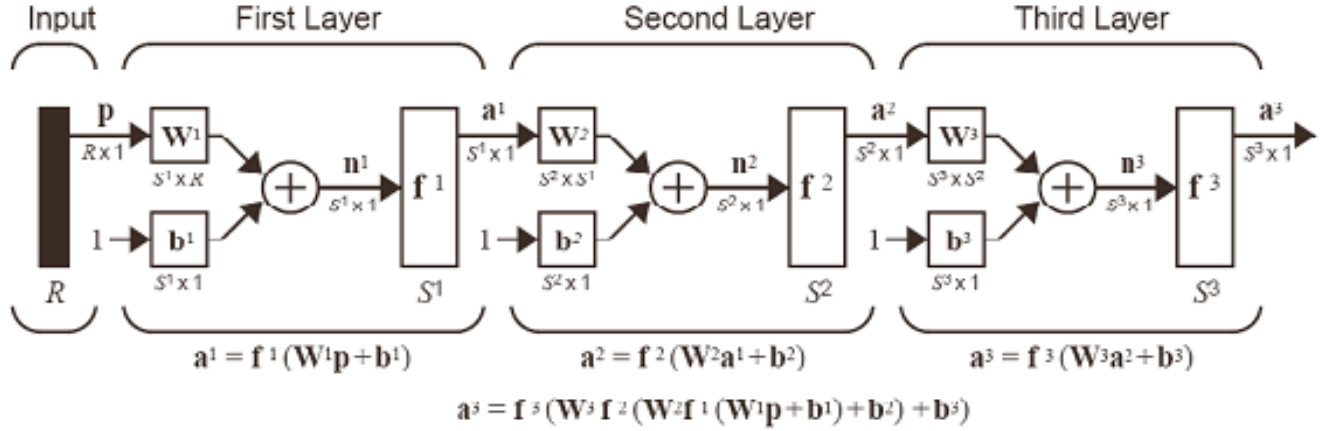 Input First Layer Second Layer Third Layer
p a¹ a² a³
W¹ W² W³
R x 1 S¹ x 1 S² x 1 S³ x 1
n¹ n² n³
S¹ x R S² x S¹ S³ x S²
+ f ¹ + f ² + f ³
S¹ x 1 S² x 1 S³ x 1
1 b¹ 1 b² 1 b³
S¹ x 1 S² x 1 S³ x 1
R S¹ S² S³
a¹ = f ¹ (W¹p + b¹) a² = f ² (W²a¹ + b²) a³ = f ³ (W³a² + b³)
a³ = f ³ (W³ f ² (W²f ¹ (W¹p + b¹) + b²) + b³)